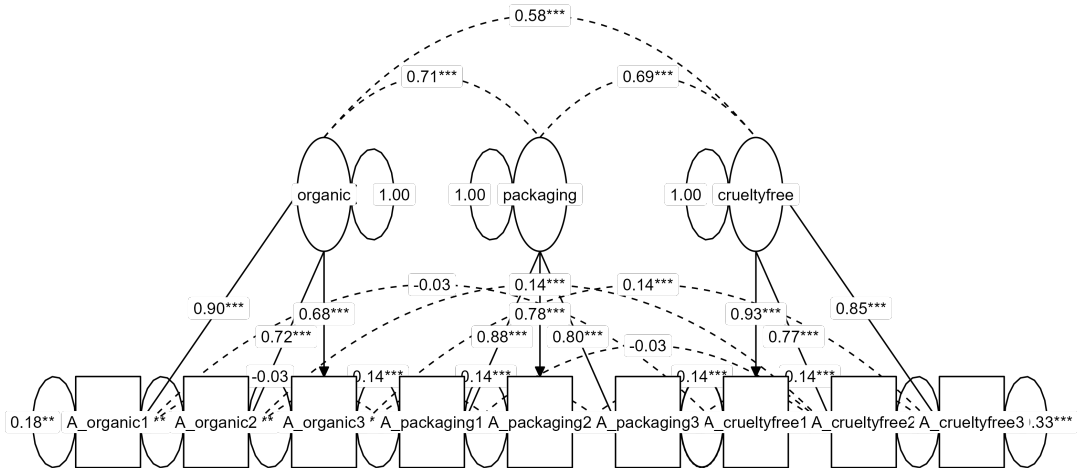 0.58***
0.71*** 0.69***
organic 1.00 1.00 packaging 1.00 crueltyfree
-0.03 0.14*** 0.14***
0.90*** 0.68*** 0.78*** 0.93*** 0.85***
0.72*** 0.88*** 0.80*** 0.77***
-0.03
-0.03 0.14*** 0.14*** 0.14*** 0.14***
0.18** A_organic1 ** A_organic2 ** A_organic3 * A_packaging1 A_packaging2 A_packaging3 A_crueltyfree1 A_crueltyfree2 A_crueltyfree3 .33***